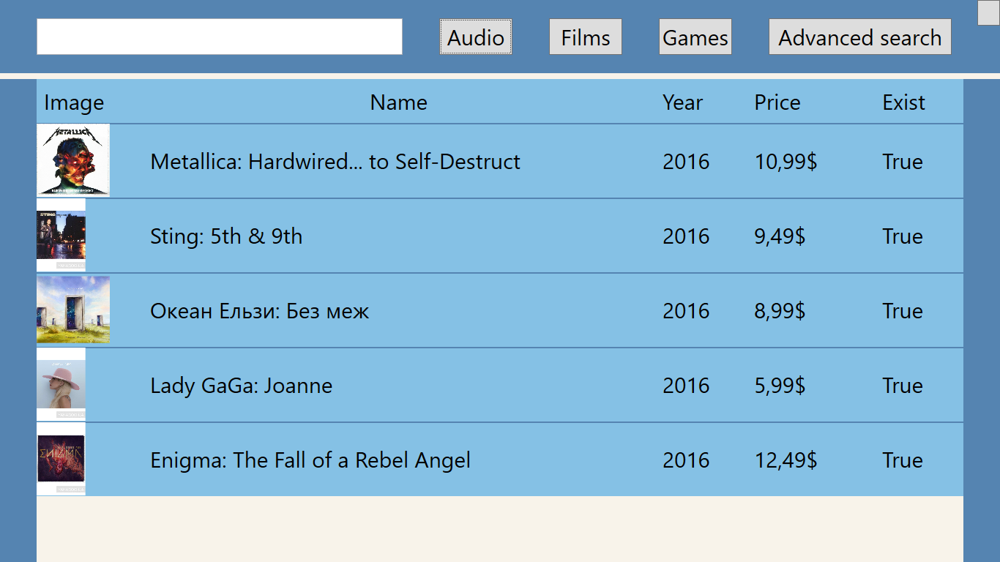 Audio Films Games Advanced search
Image Name Year Price Exist
METALLICA
Metallica: Hardwired... to Self-Destruct 2016 10,99$ True
STING
Sting: 5th & 9th 2016 9,49$ True
Океан Ельзи: Без меж 2016 8,99$ True
Lady GaGa: Joanne 2016 5,99$ True
Enigma: The Fall of a Rebel Angel 2016 12,49$ True